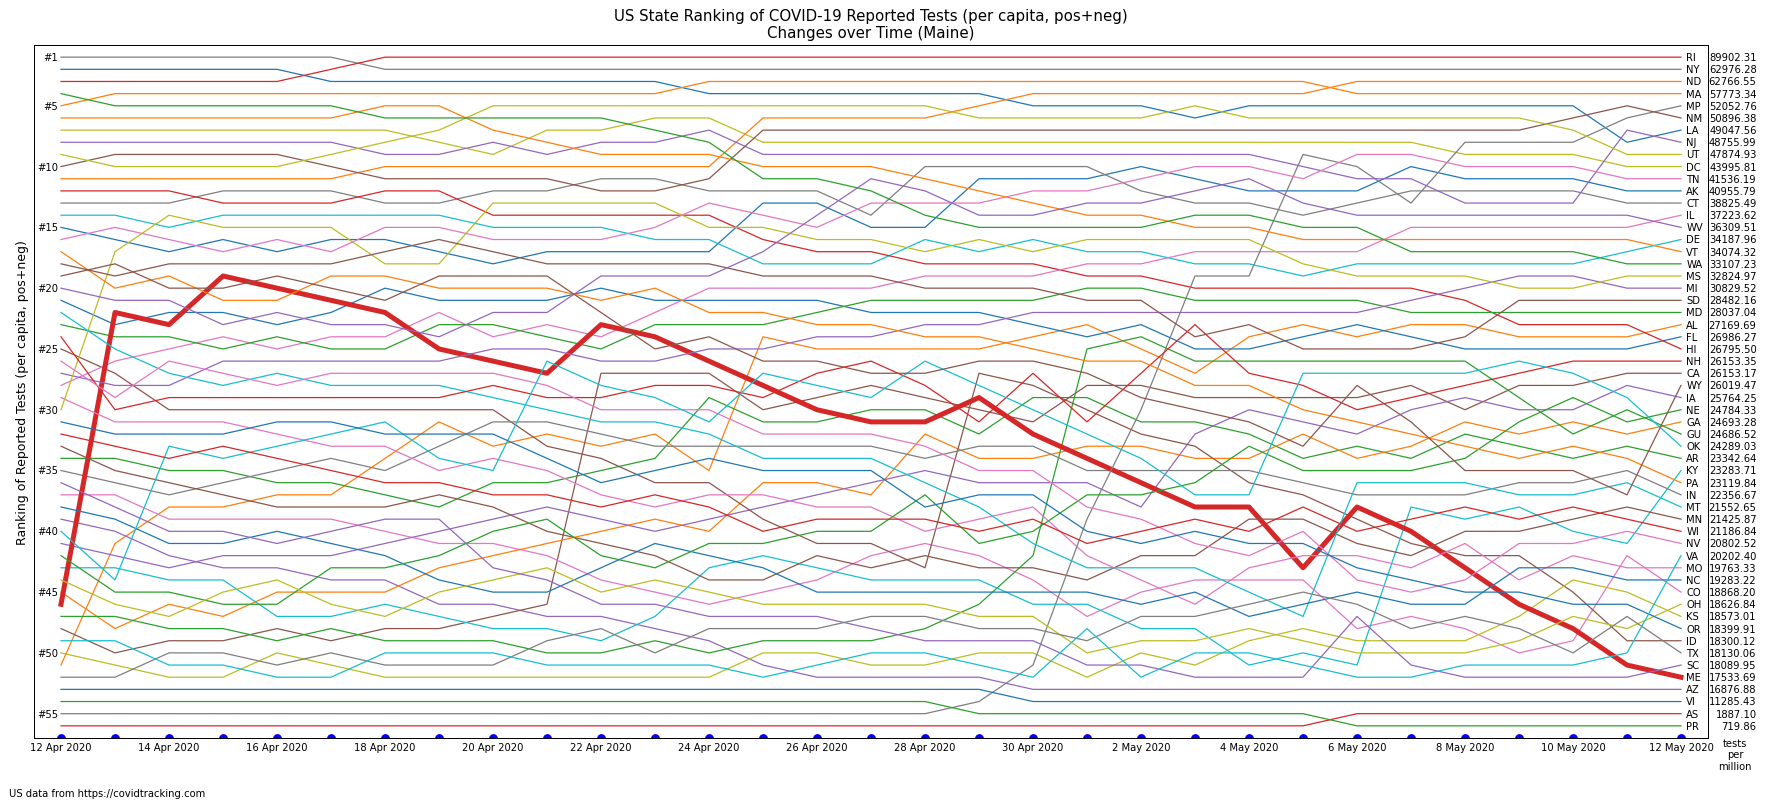 US State Ranking of COVID-19 Reported Tests (per capita, pos+neg)
Changes over Time (Maine)
Ranking of Reported Tests (per capita, pos+neg)
#1
#5
#10
#15
#20
#25
#30
#35
#40
#45
#50
#55
RI 89902.31
NY 62976.28
ND 62766.55
MA 57773.34
MP 52052.76
NM 50896.38
LA 49047.56
NJ 48755.99
UT 47874.93
DC 43995.81
TN 41536.19
AK 40955.79
CT 38825.49
IL 37223.62
WV 36309.51
DE 34187.96
VT 34074.32
WA 33107.23
MS 32824.97
MI 30829.52
SD 28482.16
MD 28037.04
AL 27169.69
FL 26986.27
HI 26795.50
NH 26153.35
CA 26153.17
WY 26019.47
IA 25764.25
NE 24784.33
GA 24693.28
GU 24686.52
OK 24289.03
AR 23342.64
KY 23283.71
PA 23119.84
IN 22356.67
MT 21552.65
MN 21425.87
WI 21186.84
NV 20802.52
VA 20202.40
MO 19763.33
NC 19283.22
CO 18868.20
OH 18626.84
KS 18573.01
OR 18399.91
ID 18300.12
TX 18130.06
SC 18089.95
ME 17533.69
AZ 16876.88
VI 11285.43
AS 1887.10
PR 719.86
12 Apr 2020 14 Apr 2020 16 Apr 2020 18 Apr 2020 20 Apr 2020 22 Apr 2020 24 Apr 2020 26 Apr 2020 28 Apr 2020 30 Apr 2020 2 May 2020 4 May 2020 6 May 2020 8 May 2020 10 May 2020 12 May 2020
tests
per
million
US data from https://covidtracking.com